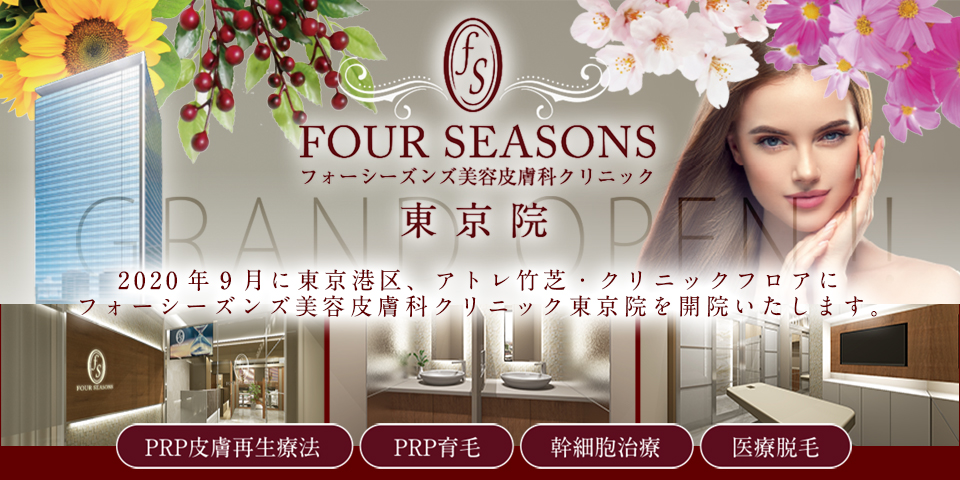 fS
FOUR SEASONS
フォーシーズンズ美容皮膚科クリニック
東京院
GRAND OPEN!!
2020年9月に東京港区、アトレ竹芝・クリニックフロアに
フォーシーズンズ美容皮膚科クリニック東京院を開院いたします。
fS
FOUR SEASONS
PRP皮膚再生療法
PRP育毛
幹細胞治療
医療脱毛